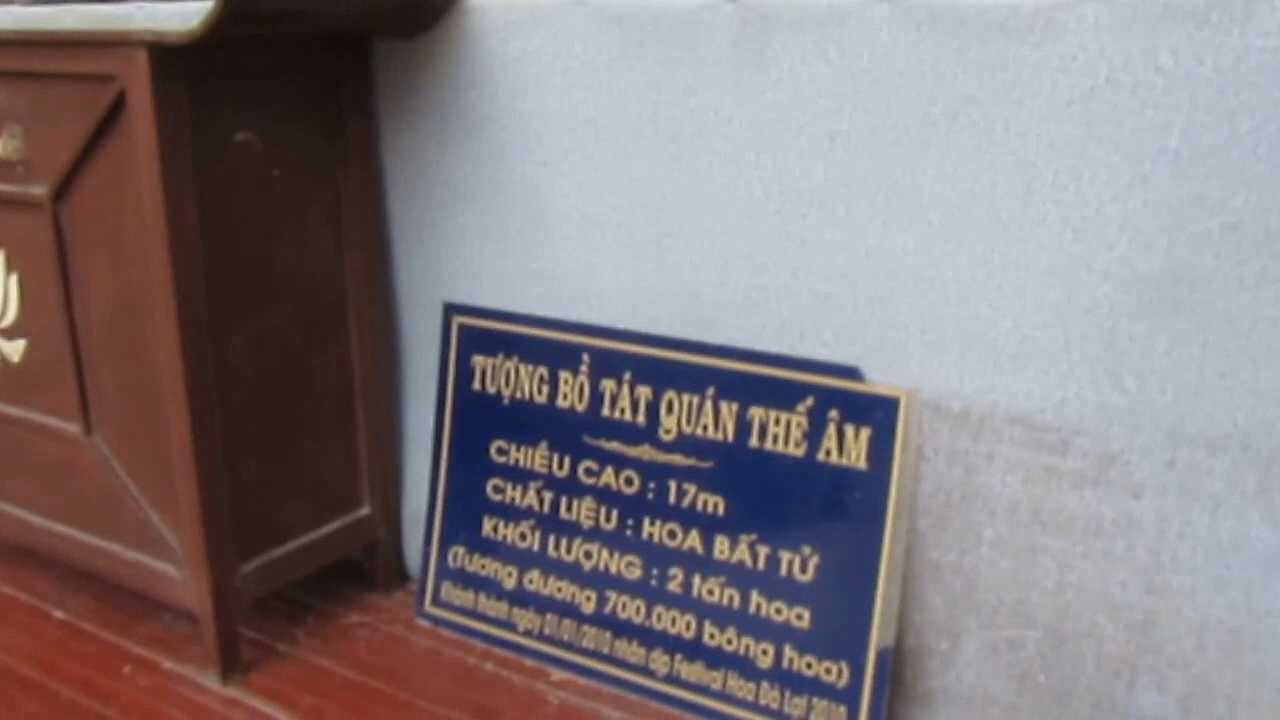 TƯỢNG BỒ TÁT QUÁN THẾ ÂM
CHIỀU CAO : 17m
CHẤT LIỆU : HOA BẤT TỬ
KHỐI LƯỢNG : 2 tấn hoa
(Tương đương 700.000 bông hoa)
Khánh thành ngày 01/01/2010 nhân dịp Festival Hoa Đà Lạt 2010